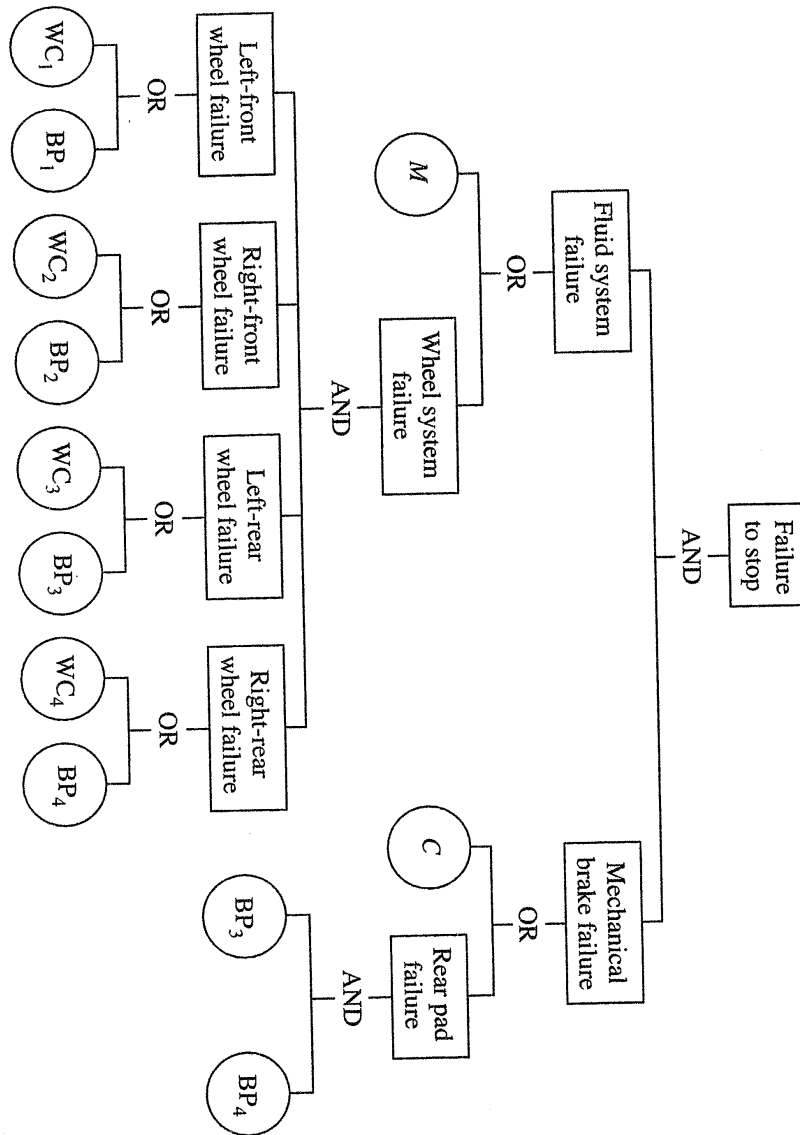 Failure
to stop
AND
Fluid system
failure
Mechanical
brake failure
OR
OR
M
Wheel system
failure
C
Rear pad
failure
AND
AND
Left-front
wheel failure
Right-front
wheel failure
Left-rear
wheel failure
Right-rear
wheel failure
BP₃
BP₄
OR
OR
OR
OR
WC₁
BP₁
WC₂
BP₂
WC₃
BP₃
WC₄
BP₄